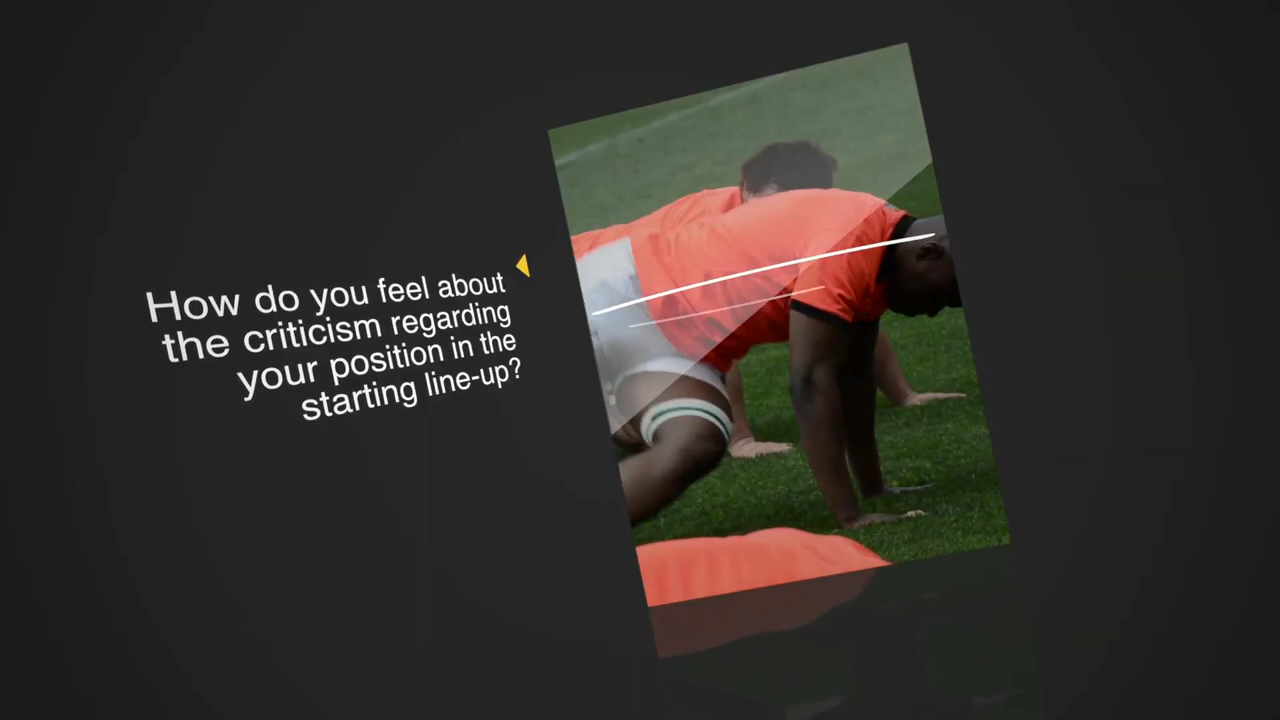 How do you feel about
the criticism regarding
your position in the
starting line-up?